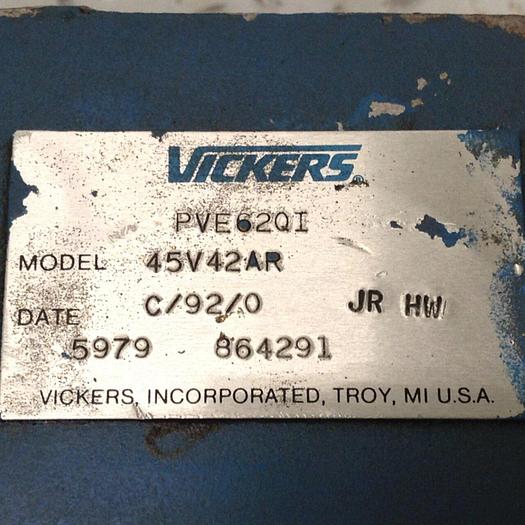 VICKERS®
PVE62QI
MODEL 45V42AR
DATE C/92/0 JR HW
5979 864291
VICKERS, INCORPORATED, TROY, MI U.S.A.